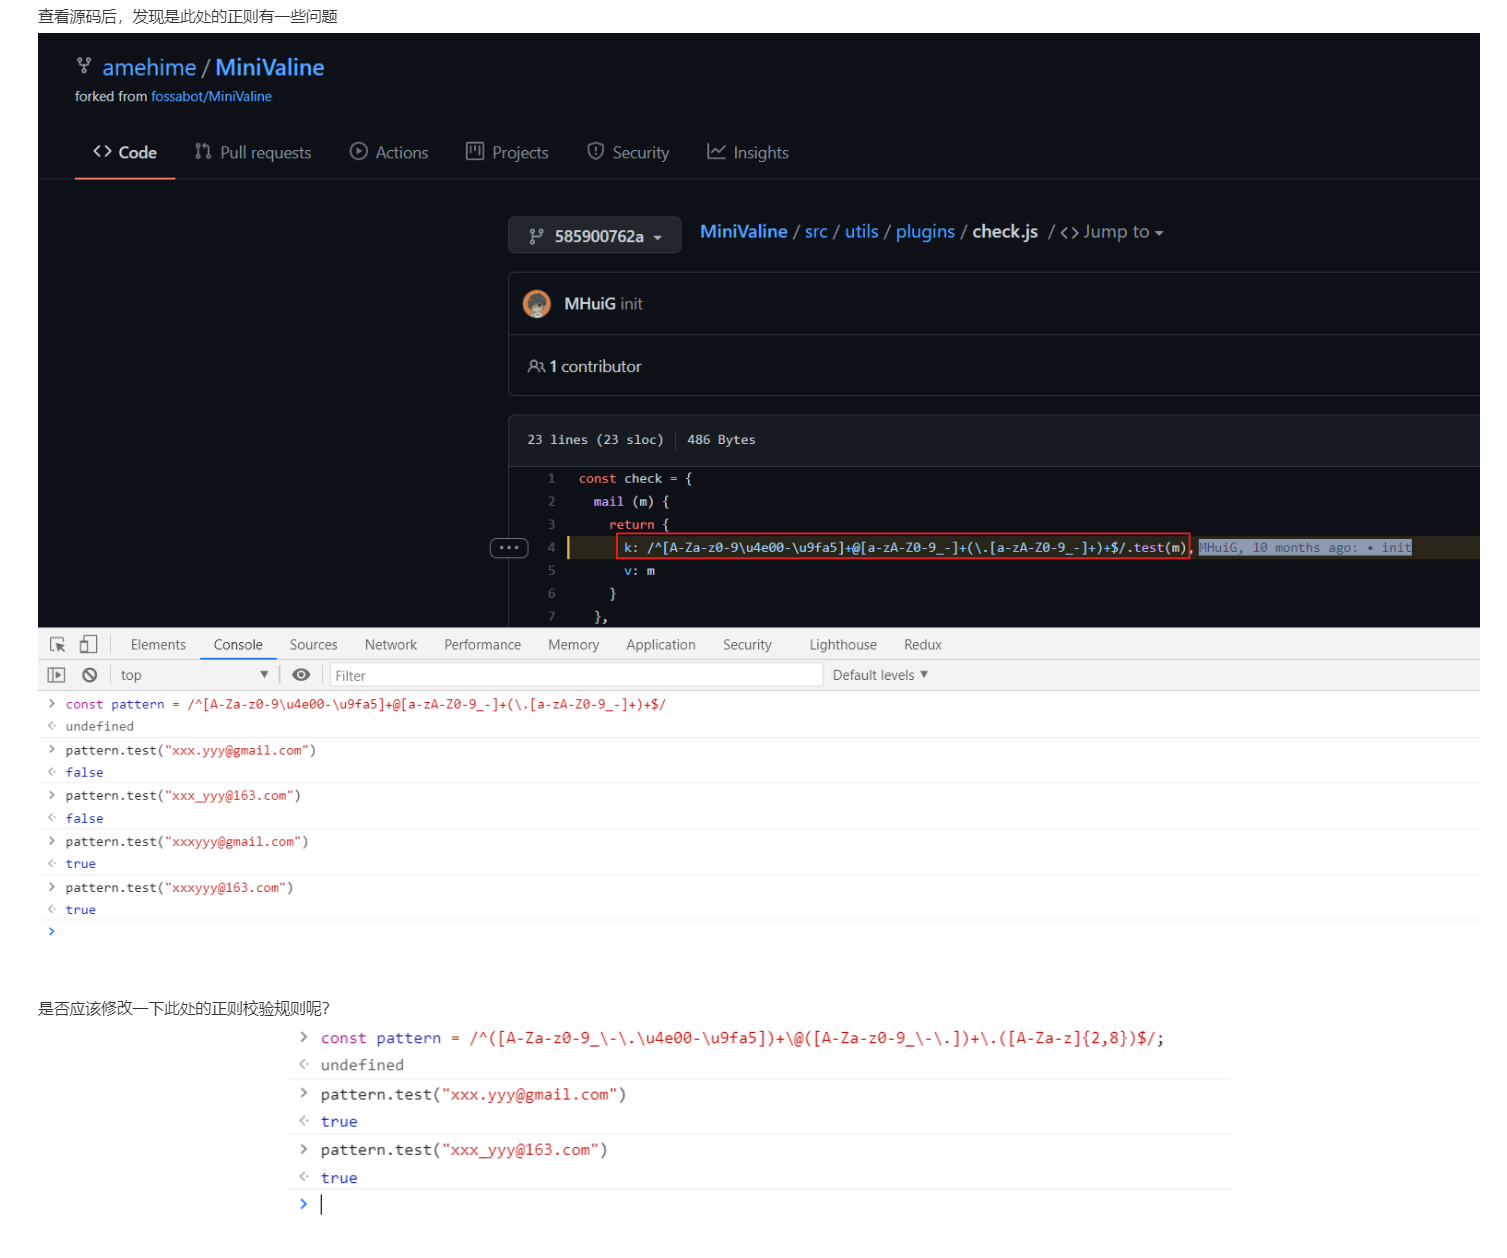 查看源码后，发现是此处的正则有一些问题
amehime / MiniValine
forked from fossabot/MiniValine
Code Pull requests Actions Projects Security Insights
585900762a MiniValine / src / utils / plugins / check.js / Jump to
MHuiG init
1 contributor
23 lines (23 sloc) 486 Bytes
1 const check = {
2 mail (m) {
3 return {
4 k: /^[A-Za-z0-9\u4e00-\u9fa5]+@[a-zA-Z0-9_-]+(\.[a-zA-Z0-9_-]+)+$/.test(m), MHuiG, 10 months ago: • init
5 v: m
6 }
7 },
Elements Console Sources Network Performance Memory Application Security Lighthouse Redux
top Filter Default levels
> const pattern = /^[A-Za-z0-9\u4e00-\u9fa5]+@[a-zA-Z0-9_-]+(\.[a-zA-Z0-9_-]+)+$/
undefined
> pattern.test("xxx.yyy@gmail.com")
false
> pattern.test("xxx_yyy@163.com")
false
> pattern.test("xxxyyy@gmail.com")
true
> pattern.test("xxxyyy@163.com")
true
>
是否应该修改一下此处的正则校验规则呢?
> const pattern = /^([A-Za-z0-9_\-\.\u4e00-\u9fa5])+\@([A-Za-z0-9_\-\.])+\.([A-Za-z]{2,8})$/;
undefined
> pattern.test("xxx.yyy@gmail.com")
true
> pattern.test("xxx_yyy@163.com")
true
>